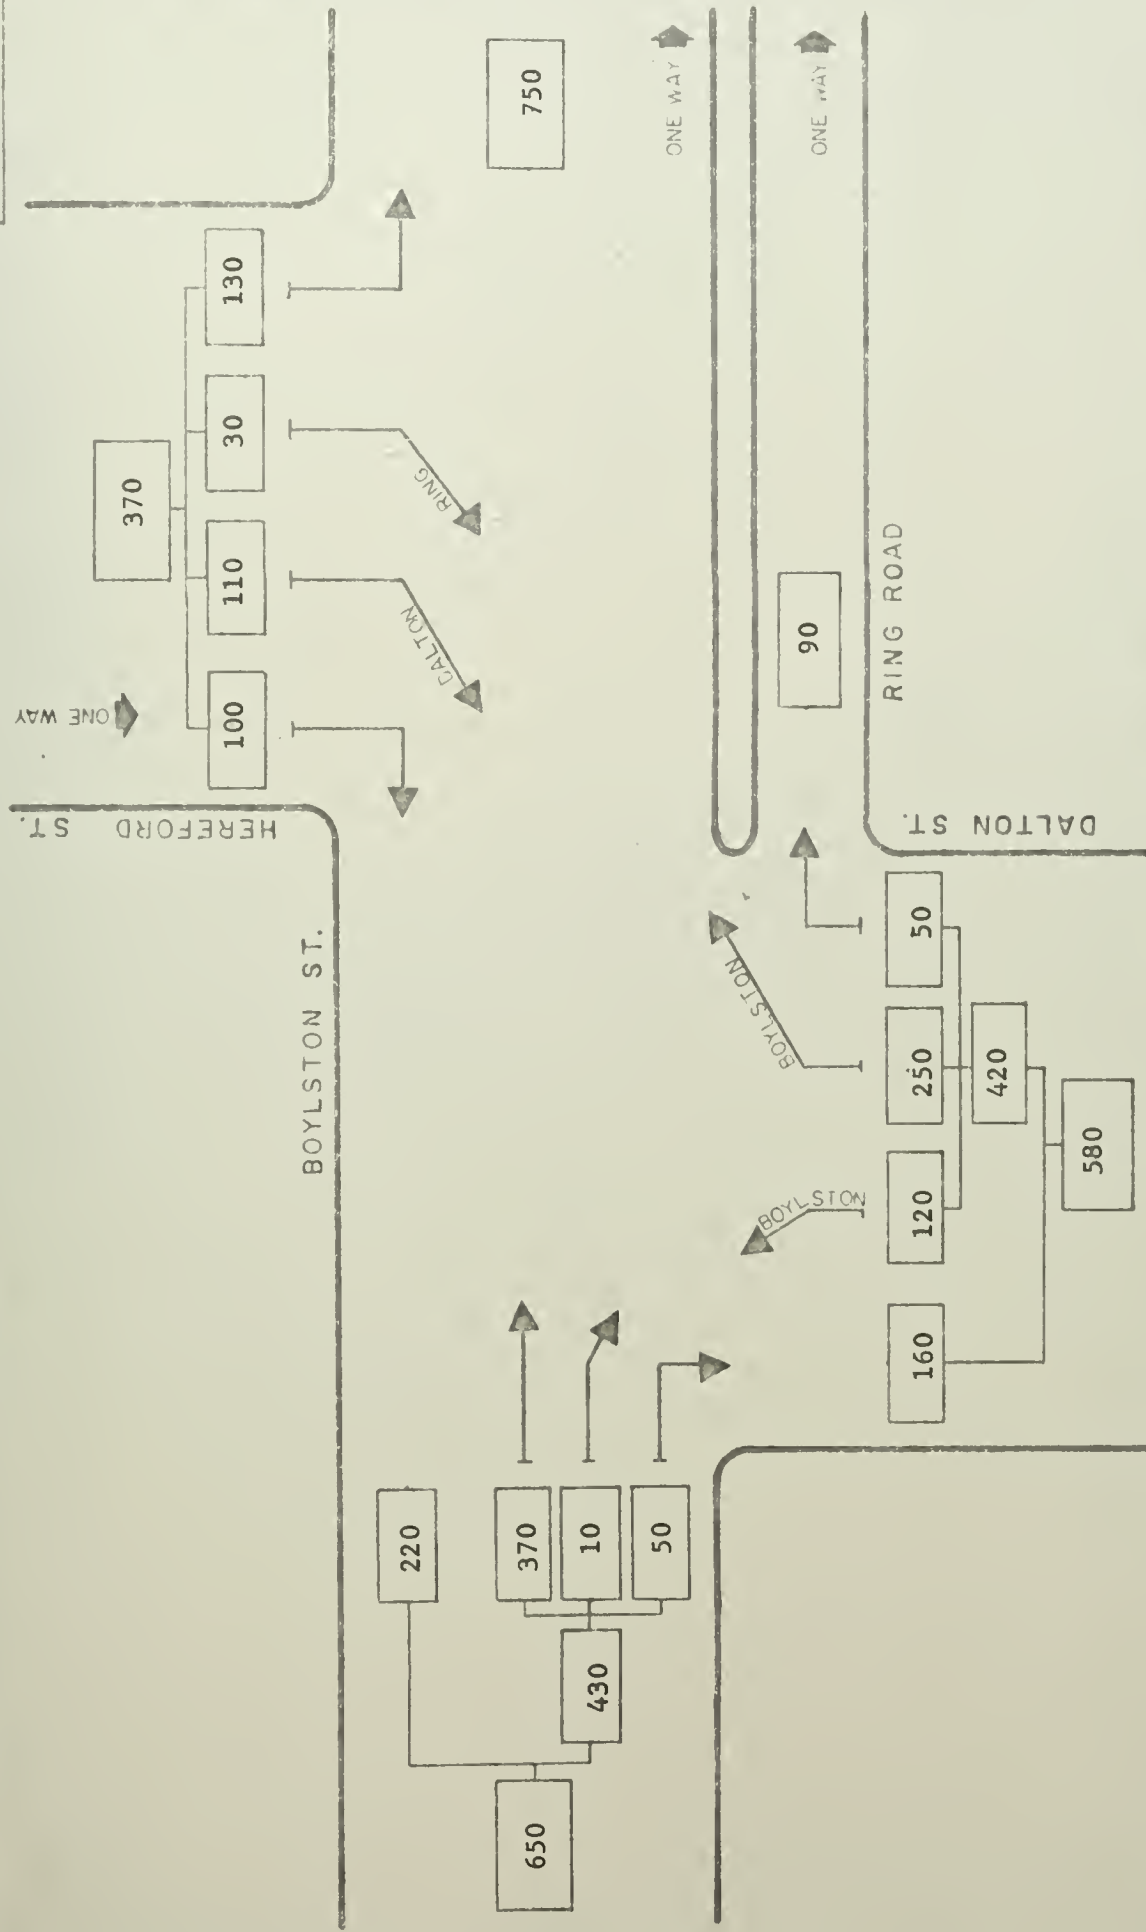 ONE WAY
HEREFORD ST.
370
100
110
30
130
DALTON
RING
BOYLSTON ST.
750
ONE WAY
ONE WAY
220
650
430
370
10
50
BOYLSTON
BOYLSTON
90
RING ROAD
DALTON ST.
160
120
250
50
420
580